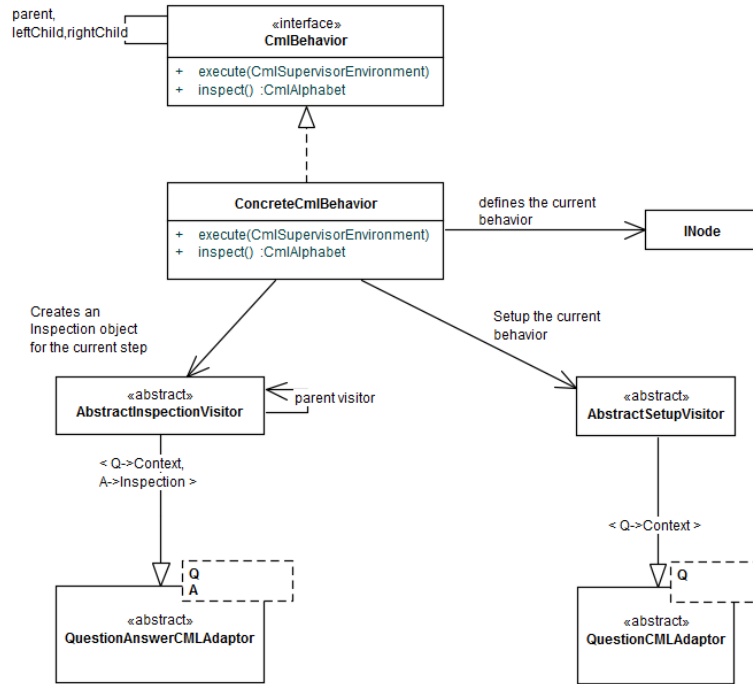 parent,
leftChild,rightChild
«interface»
CmlBehavior
+ execute(CmlSupervisorEnvironment)
+ inspect() :CmlAlphabet
ConcreteCmlBehavior
+ execute(CmlSupervisorEnvironment)
+ inspect() :CmlAlphabet
defines the current
behavior
INode
Creates an
Inspection object
for the current step
Setup the current
behavior
«abstract»
AbstractInspectionVisitor
parent visitor
«abstract»
AbstractSetupVisitor
< Q->Context,
A->Inspection >
< Q->Context >
Q
A
«abstract»
QuestionAnswerCMLAdaptor
Q
«abstract»
QuestionCMLAdaptor